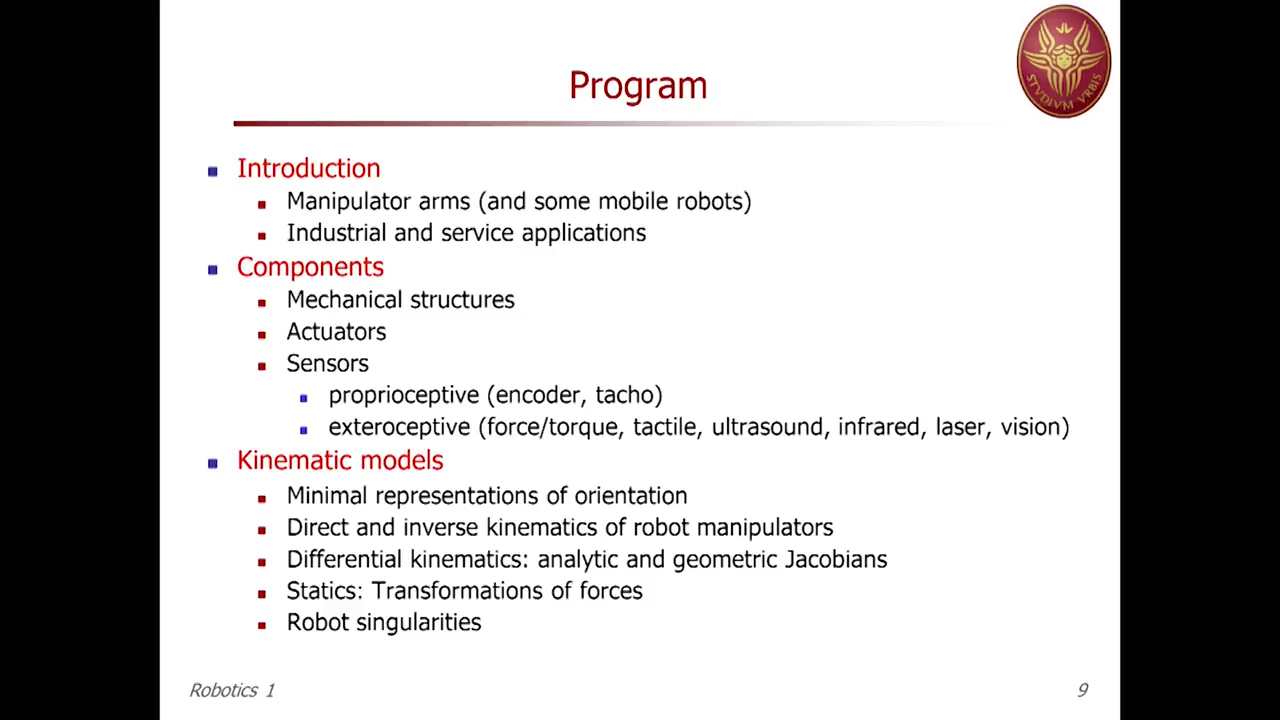 Program
STVDIVM VRBIS
Introduction
Manipulator arms (and some mobile robots)
Industrial and service applications
Components
Mechanical structures
Actuators
Sensors
proprioceptive (encoder, tacho)
exteroceptive (force/torque, tactile, ultrasound, infrared, laser, vision)
Kinematic models
Minimal representations of orientation
Direct and inverse kinematics of robot manipulators
Differential kinematics: analytic and geometric Jacobians
Statics: Transformations of forces
Robot singularities
Robotics 1
9